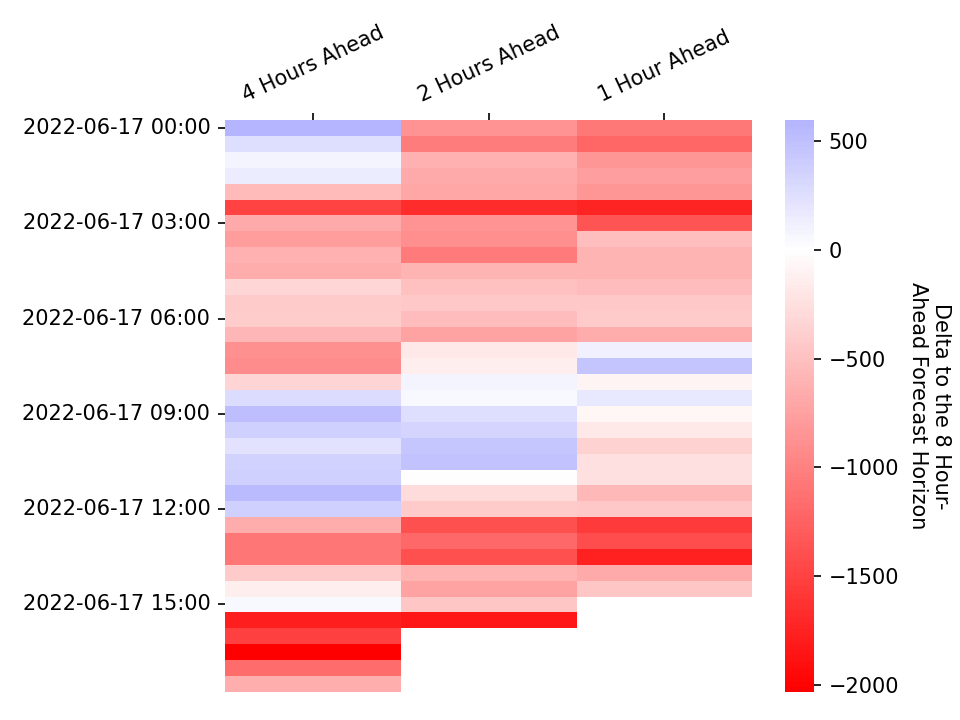 4 Hours Ahead
2 Hours Ahead
1 Hour Ahead
2022-06-17 00:00
2022-06-17 03:00
2022-06-17 06:00
2022-06-17 09:00
2022-06-17 12:00
2022-06-17 15:00
500
0
−500
−1000
−1500
−2000
Delta to the 8 Hour-
Ahead Forecast Horizon